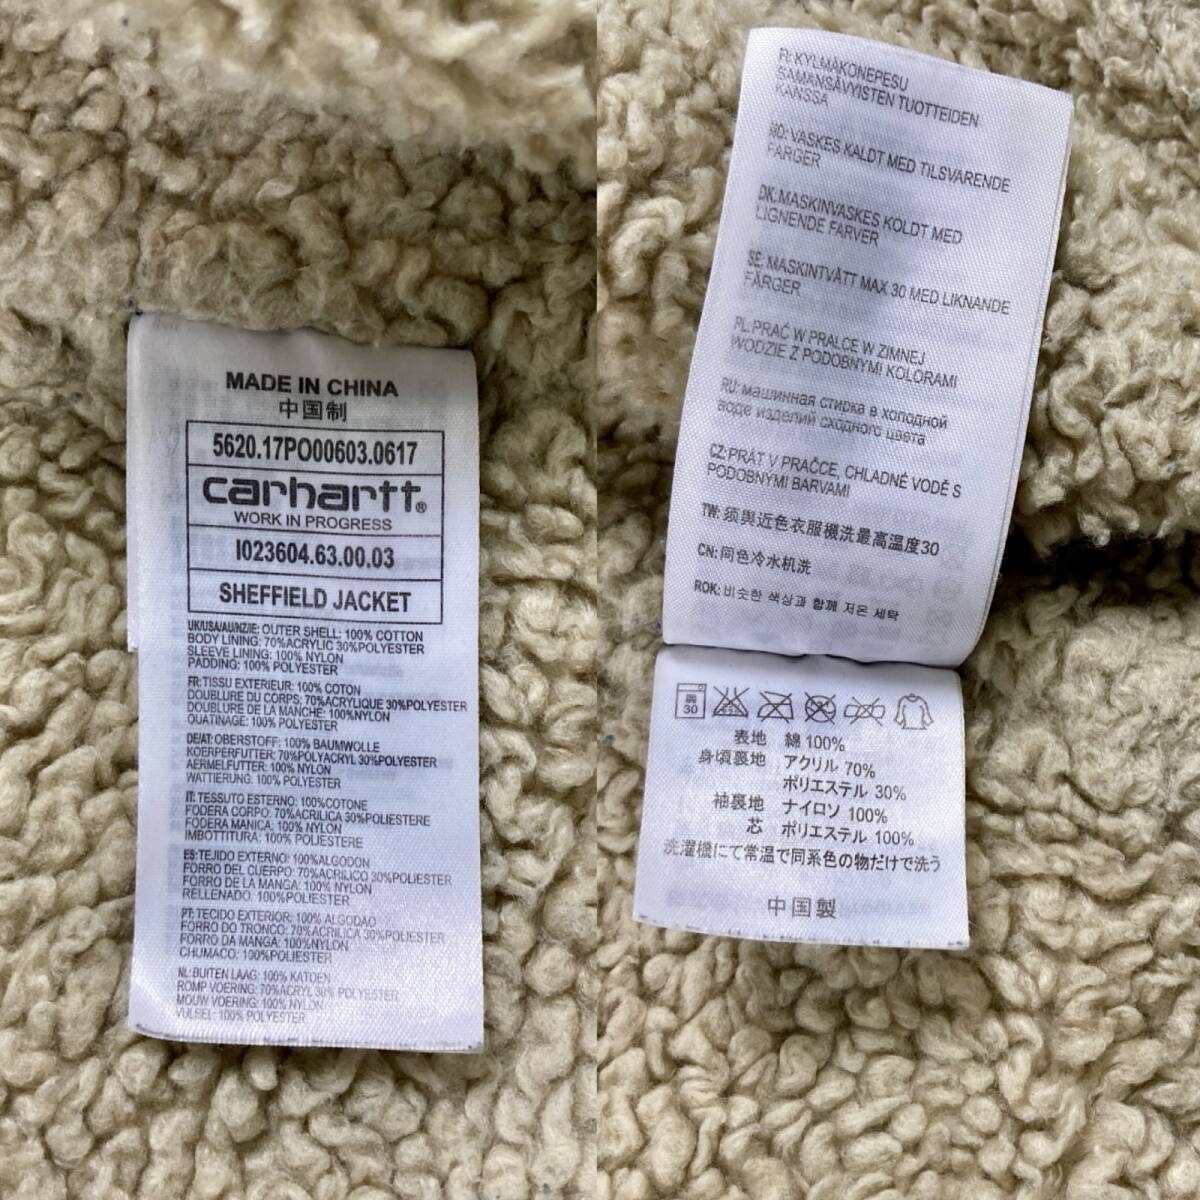 MADE IN CHINA
中国制
5620.17PO00603.0617
carhartt®
WORK IN PROGRESS
I023604.63.00.03
SHEFFIELD JACKET
UK/USA/AU/NZ/IE: OUTER SHELL: 100% COTTON
BODY LINING: 70%ACRYLIC 30%POLYESTER
SLEEVE LINING: 100% NYLON
PADDING: 100% POLYESTER
FR:TISSU EXTERIEUR: 100% COTON
DOUBLURE DU CORPS: 70%ACRYLIQUE 30%POLYESTER
DOUBLURE DE LA MANCHE: 100%NYLON
OUATINAGE: 100% POLYESTER
DE/AT:OBERSTOFF: 100% BAUMWOLLE
KOERPERFUTTER: 70%POLYACRYL 30%POLYESTER
AERMELFUTTER: 100% NYLON
WATTIERUNG: 100% POLYESTER
IT: TESSUTO ESTERNO: 100%COTONE
FODERA CORPO: 70%ACRILICA 30%POLIESTERE
FODERA MANICA: 100% NYLON
IMBOTTITURA: 100% POLIESTERE
ES:TEJIDO EXTERNO: 100%ALGODON
FORRO DEL CUERPO: 70%ACRILICO 30%POLIESTER
FORRO DE LA MANGA: 100% NYLON
RELLENADO: 100%POLIESTER
PT: TECIDO EXTERIOR: 100% ALGODAO
FORRO DO TRONCO: 70%ACRILICA 30%POLIESTER
FORRO DA MANGA: 100%NYLON
CHUMACO: 100%POLIESTER
NL:BUITEN LAAG: 100% KATOEN
ROMP VOERING: 70%ACRYL 30% POLYESTER
MOUW VOERING: 100% NYLON
VULSEL: 100% POLYESTER
FI: KYLMÄKONEPESU
SAMANSÄVYISTEN TUOTTEIDEN
KANSSA
NO: VASKES KALDT MED TILSVARENDE
FARGER
DK:MASKINVASKES KOLDT MED
LIGNENDE FARVER
SE: MASKINTVÄTT MAX 30 MED LIKNANDE
FÄRGER
PL:PRAĆ W PRALCE W ZIMNEJ
WODZIE Z PODOBNYMI KOLORAMI
RU: машинная стирка в холодной
воде изделий сходного цвета
CZ:PRÁT V PRAČCE, CHLADNÉ VODĚ S
PODOBNÝMI BARVAMI
TW: 须與近色衣服機洗最高温度30
CN: 同色冷水机洗
ROK: 비슷한 색상과 함께 저온 세탁
弱
30
表地 綿 100%
身頃裏地 アクリル 70%
ポリエステル 30%
袖裏地 ナイロソ 100%
芯 ポリエステル 100%
洗濯機にて常温で同系色の物だけで洗う
中国製